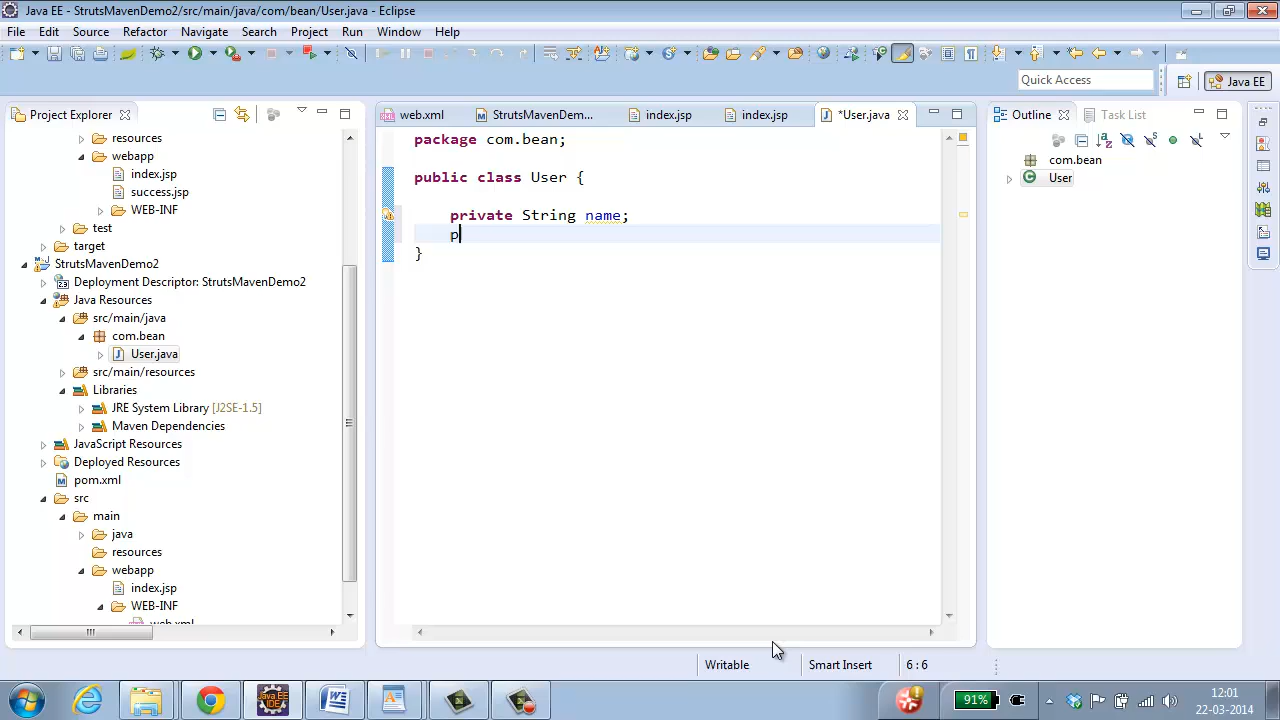 Java EE - StrutsMavenDemo2/src/main/java/com/bean/User.java - Eclipse
File Edit Source Refactor Navigate Search Project Run Window Help
Quick Access
Java EE
Project Explorer
resources
webapp
index.jsp
success.jsp
WEB-INF
test
target
StrutsMavenDemo2
Deployment Descriptor: StrutsMavenDemo2
Java Resources
src/main/java
com.bean
User.java
src/main/resources
Libraries
JRE System Library [J2SE-1.5]
Maven Dependencies
JavaScript Resources
Deployed Resources
pom.xml
src
main
java
resources
webapp
index.jsp
WEB-INF
web.xml
web.xml StrutsMavenDem... index.jsp index.jsp *User.java
package com.bean;
public class User {
private String name;
p
}
Outline Task List
com.bean
User
Writable Smart Insert 6 : 6
Java EE
IDE
91%
12:01
22-03-2014